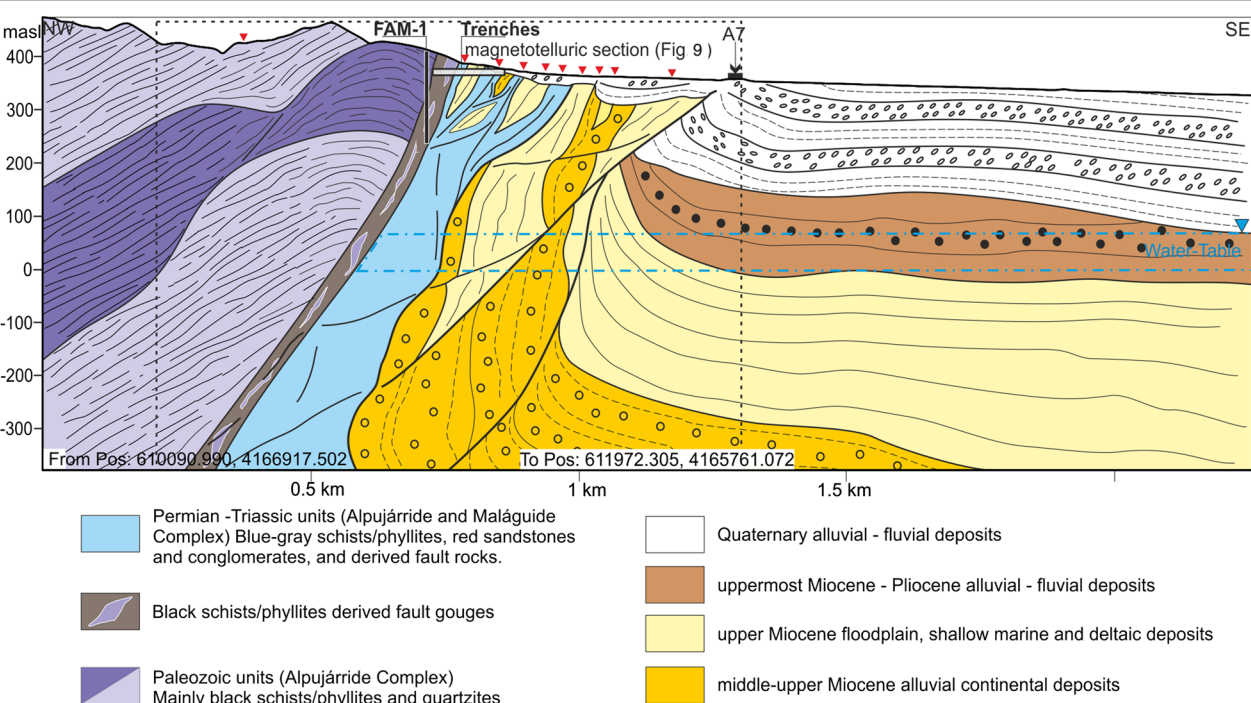 masl NW FAM-1 Trenches A7 SE
magnetotelluric section (Fig 9 )
400
300
200
100
0
-100
-200
-300
Water-Table
From Pos: 610090.990, 4166917.502 To Pos: 611972.305, 4165761.072
0.5 km 1 km 1.5 km
Permian -Triassic units (Alpujárride and Maláguide
Complex) Blue-gray schists/phyllites, red sandstones
and conglomerates, and derived fault rocks.
Black schists/phyllites derived fault gouges
Paleozoic units (Alpujárride Complex)
Mainly black schists/phyllites and quartzites
Quaternary alluvial - fluvial deposits
uppermost Miocene - Pliocene alluvial - fluvial deposits
upper Miocene floodplain, shallow marine and deltaic deposits
middle-upper Miocene alluvial continental deposits